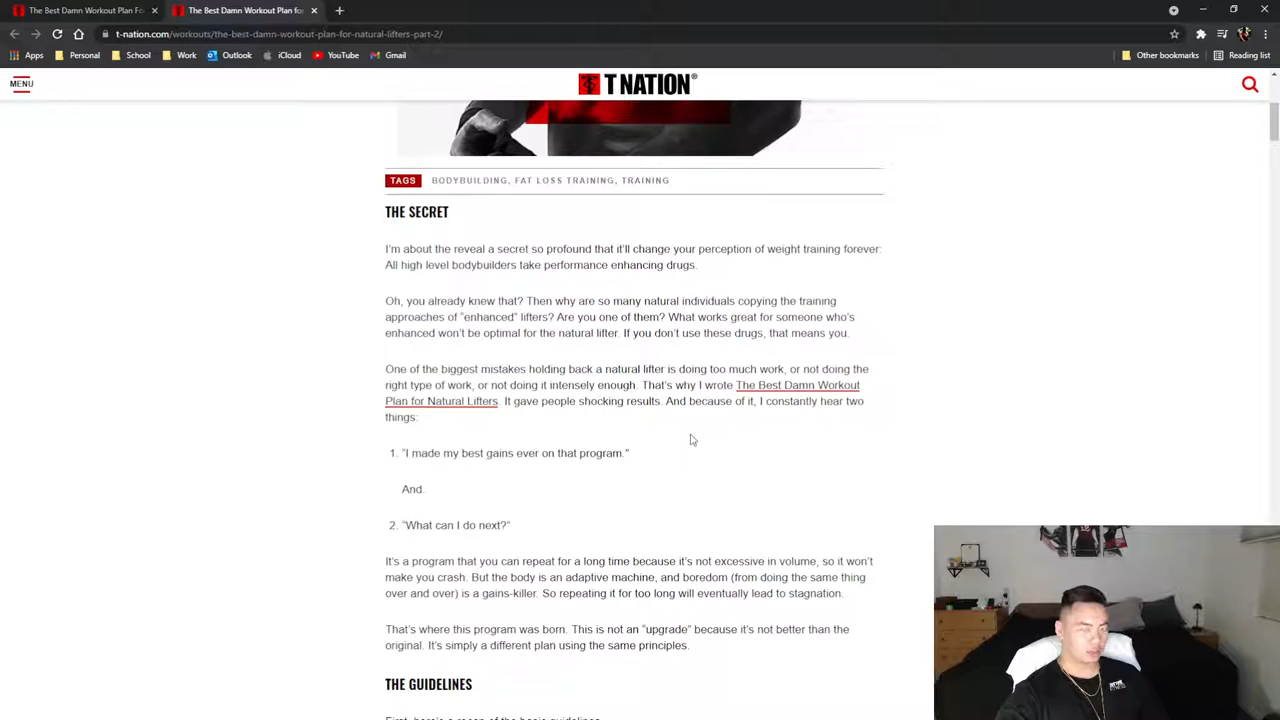 The Best Damn Workout Plan Fo
The Best Damn Workout Plan for
t-nation.com/workouts/the-best-damn-workout-plan-for-natural-lifters-part-2/
Apps Personal School Work Outlook iCloud YouTube Gmail Other bookmarks Reading list
MENU T NATION®
TAGS BODYBUILDING, FAT LOSS TRAINING, TRAINING
THE SECRET
I'm about the reveal a secret so profound that it'll change your perception of weight training forever:
All high level bodybuilders take performance enhancing drugs.
Oh, you already knew that? Then why are so many natural individuals copying the training
approaches of "enhanced" lifters? Are you one of them? What works great for someone who's
enhanced won't be optimal for the natural lifter. If you don't use these drugs, that means you.
One of the biggest mistakes holding back a natural lifter is doing too much work, or not doing the
right type of work, or not doing it intensely enough. That's why I wrote The Best Damn Workout
Plan for Natural Lifters. It gave people shocking results. And because of it, I constantly hear two
things:
1. "I made my best gains ever on that program."
And.
2. "What can I do next?"
It's a program that you can repeat for a long time because it's not excessive in volume, so it won't
make you crash. But the body is an adaptive machine, and boredom (from doing the same thing
over and over) is a gains-killer. So repeating it for too long will eventually lead to stagnation.
That's where this program was born. This is not an "upgrade" because it's not better than the
original. It's simply a different plan using the same principles.
THE GUIDELINES
First, here's a recap of the basic guidelines